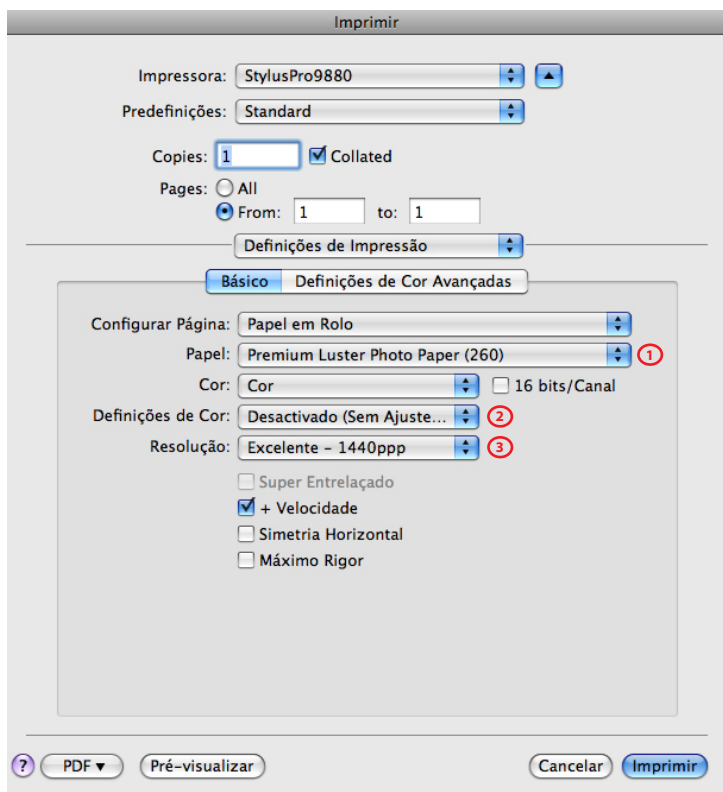 Imprimir
Impressora: StylusPro9880
Predefinições: Standard
Copies: 1 Collated
Pages: All
From: 1 to: 1
Definições de Impressão
Básico Definições de Cor Avançadas
Configurar Página: Papel em Rolo
Papel: Premium Luster Photo Paper (260) 1
Cor: Cor 16 bits/Canal
Definições de Cor: Desactivado (Sem Ajuste... 2
Resolução: Excelente – 1440ppp 3
Super Entrelaçado
+ Velocidade
Simetria Horizontal
Máximo Rigor
? PDF ▼ Pré-visualizar Cancelar Imprimir